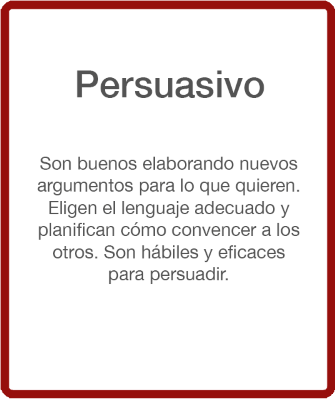 Persuasivo
Son buenos elaborando nuevos
argumentos para lo que quieren.
Eligen el lenguaje adecuado y
planifican cómo convencer a los
otros. Son hábiles y eficaces
para persuadir.